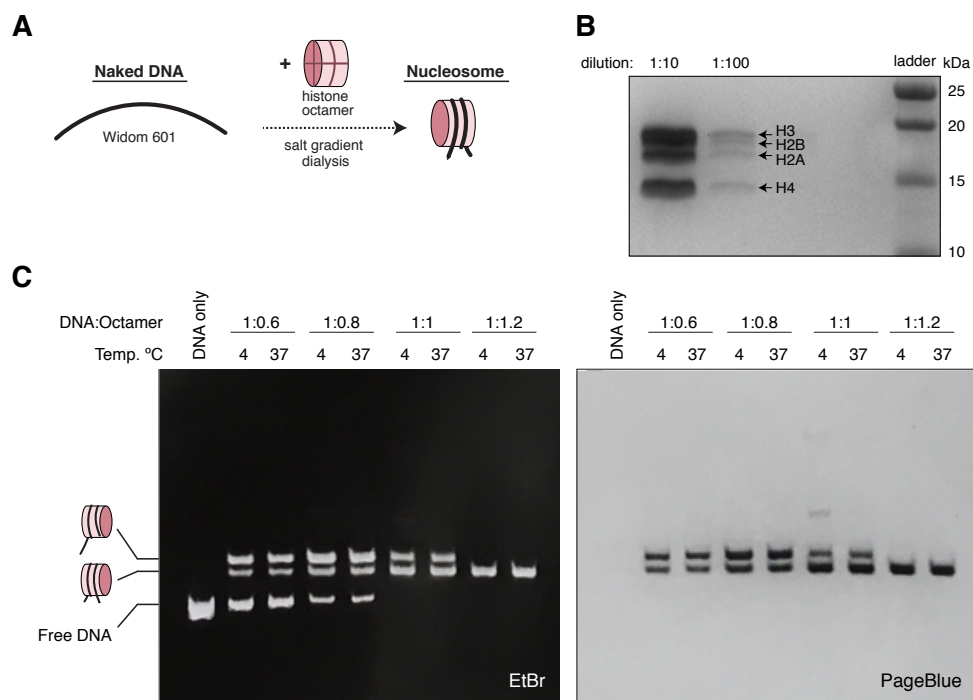 A
Naked DNA
Widom 601
+
histone
octamer
salt gradient
dialysis
Nucleosome
B
dilution: 1:10 1:100 ladder kDa
25
20
H3
H2B
H2A
15
H4
10
C
DNA:Octamer DNA only 1:0.6 1:0.8 1:1 1:1.2
Temp. ºC 4 37 4 37 4 37 4 37
Free DNA
EtBr
DNA only 1:0.6 1:0.8 1:1 1:1.2
4 37 4 37 4 37 4 37
PageBlue